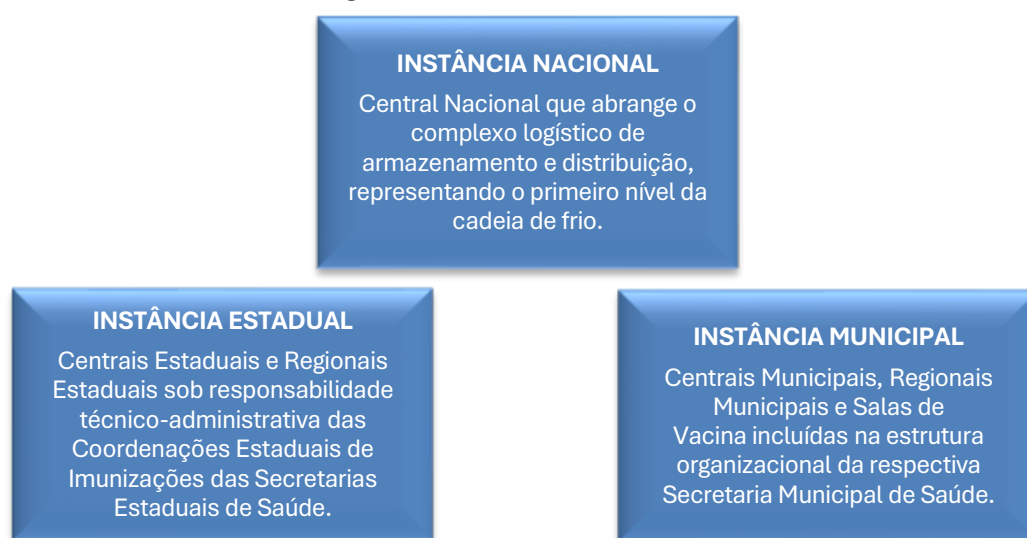 INSTÂNCIA NACIONAL
Central Nacional que abrange o
complexo logístico de
armazenamento e distribuição,
representando o primeiro nível da
cadeia de frio.
INSTÂNCIA ESTADUAL
Centrais Estaduais e Regionais
Estaduais sob responsabilidade
técnico-administrativa das
Coordenações Estaduais de
Imunizações das Secretarias
Estaduais de Saúde.
INSTÂNCIA MUNICIPAL
Centrais Municipais, Regionais
Municipais e Salas de
Vacina incluídas na estrutura
organizacional da respectiva
Secretaria Municipal de Saúde.